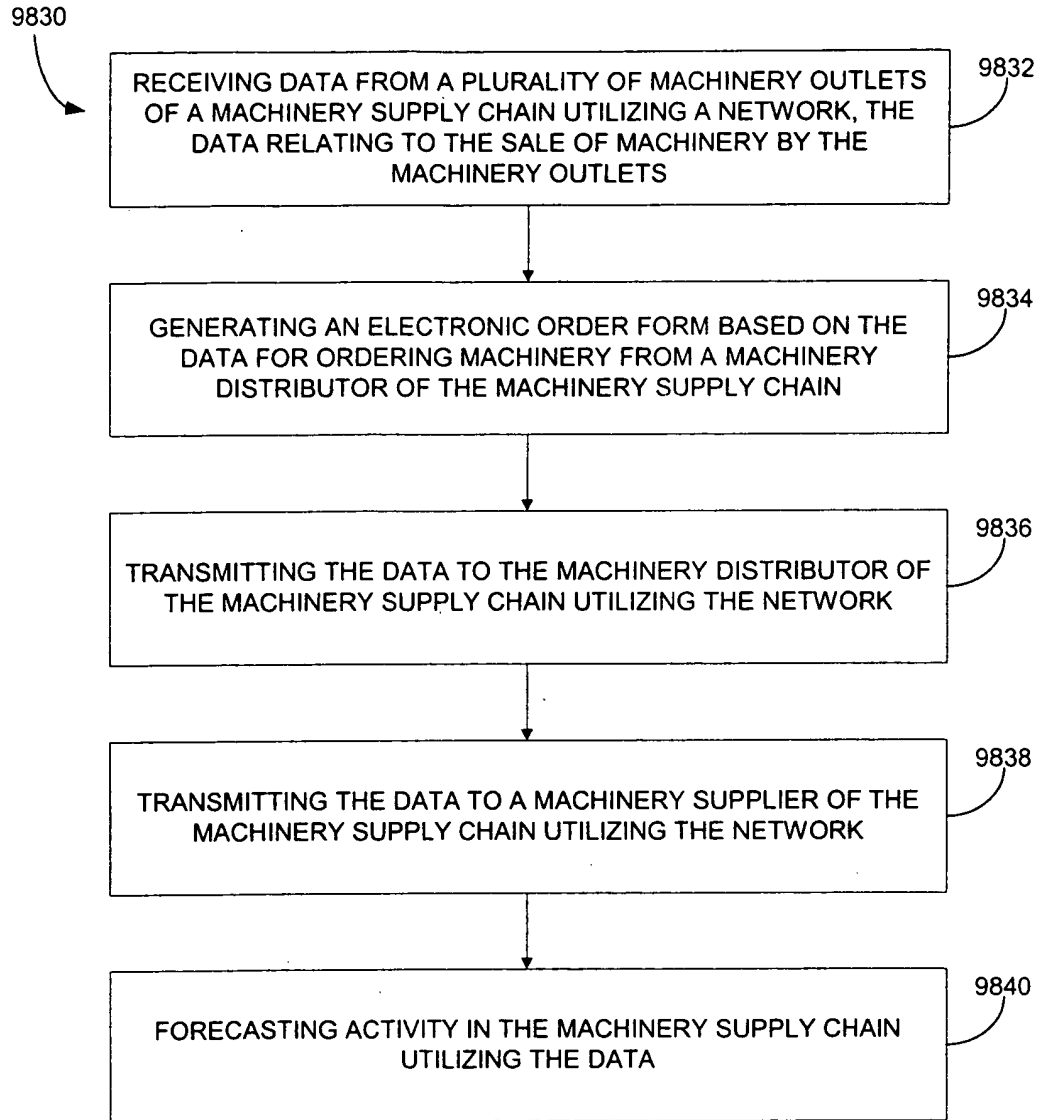 9830
RECEIVING DATA FROM A PLURALITY OF MACHINERY OUTLETS
OF A MACHINERY SUPPLY CHAIN UTILIZING A NETWORK, THE
DATA RELATING TO THE SALE OF MACHINERY BY THE
MACHINERY OUTLETS
9832
GENERATING AN ELECTRONIC ORDER FORM BASED ON THE
DATA FOR ORDERING MACHINERY FROM A MACHINERY
DISTRIBUTOR OF THE MACHINERY SUPPLY CHAIN
9834
TRANSMITTING THE DATA TO THE MACHINERY DISTRIBUTOR OF
THE MACHINERY SUPPLY CHAIN UTILIZING THE NETWORK
9836
TRANSMITTING THE DATA TO A MACHINERY SUPPLIER OF THE
MACHINERY SUPPLY CHAIN UTILIZING THE NETWORK
9838
FORECASTING ACTIVITY IN THE MACHINERY SUPPLY CHAIN
UTILIZING THE DATA
9840